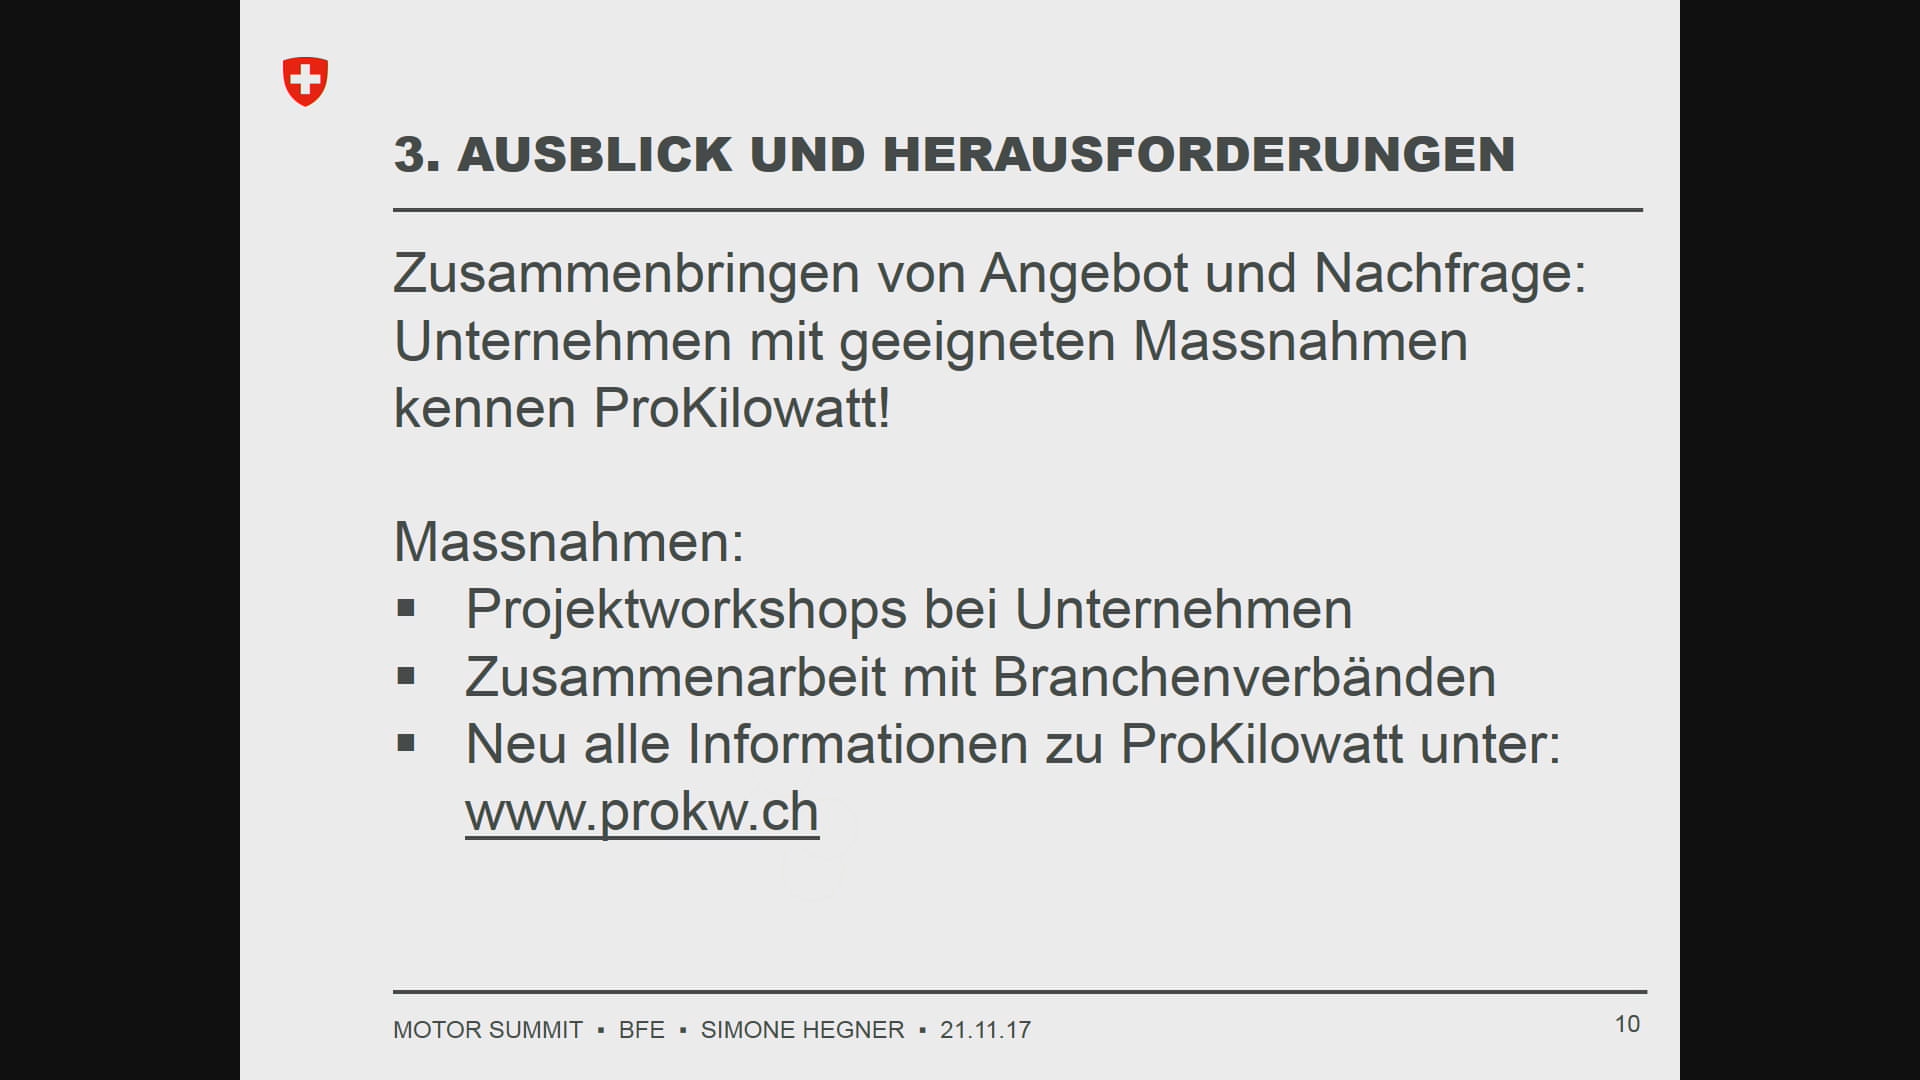 3. AUSBLICK UND HERAUSFORDERUNGEN
Zusammenbringen von Angebot und Nachfrage:
Unternehmen mit geeigneten Massnahmen
kennen ProKilowatt!
Massnahmen:
▪ Projektworkshops bei Unternehmen
▪ Zusammenarbeit mit Branchenverbänden
▪ Neu alle Informationen zu ProKilowatt unter:
www.prokw.ch
MOTOR SUMMIT ▪ BFE ▪ SIMONE HEGNER ▪ 21.11.17
10